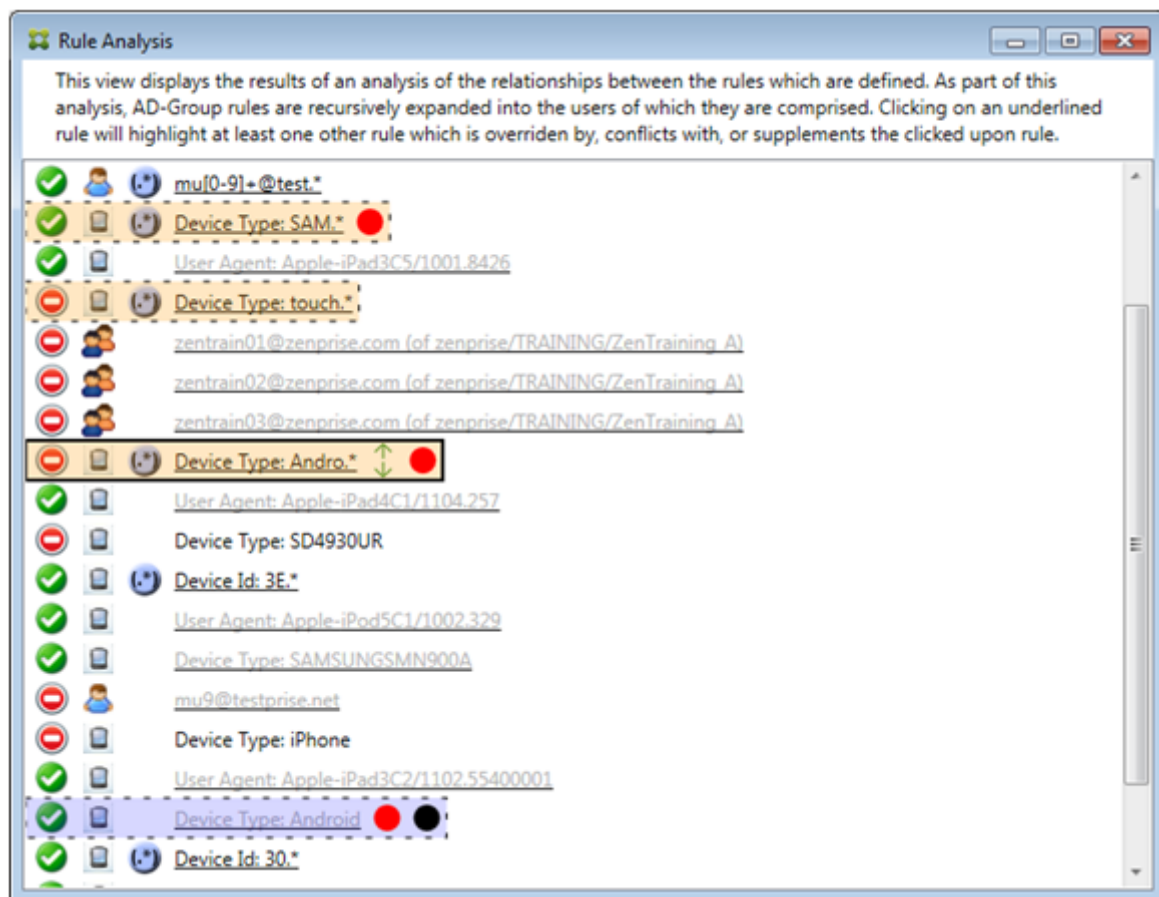 Rule Analysis
This view displays the results of an analysis of the relationships between the rules which are defined. As part of this
analysis, AD-Group rules are recursively expanded into the users of which they are comprised. Clicking on an underlined
rule will highlight at least one other rule which is overriden by, conflicts with, or supplements the clicked upon rule.
(.*) mu[0-9]+@test.*
(.*) Device Type: SAM.*
User Agent: Apple-iPad3C5/1001.8426
(.*) Device Type: touch.*
zentrain01@zenprise.com (of zenprise/TRAINING/ZenTraining_A)
zentrain02@zenprise.com (of zenprise/TRAINING/ZenTraining_A)
zentrain03@zenprise.com (of zenprise/TRAINING/ZenTraining_A)
(.*) Device Type: Andro.*
User Agent: Apple-iPad4C1/1104.257
Device Type: SD4930UR
(.*) Device Id: 3E.*
User Agent: Apple-iPod5C1/1002.329
Device Type: SAMSUNGSMN900A
mu9@testprise.net
Device Type: iPhone
User Agent: Apple-iPad3C2/1102.55400001
Device Type: Android
(.*) Device Id: 30.*